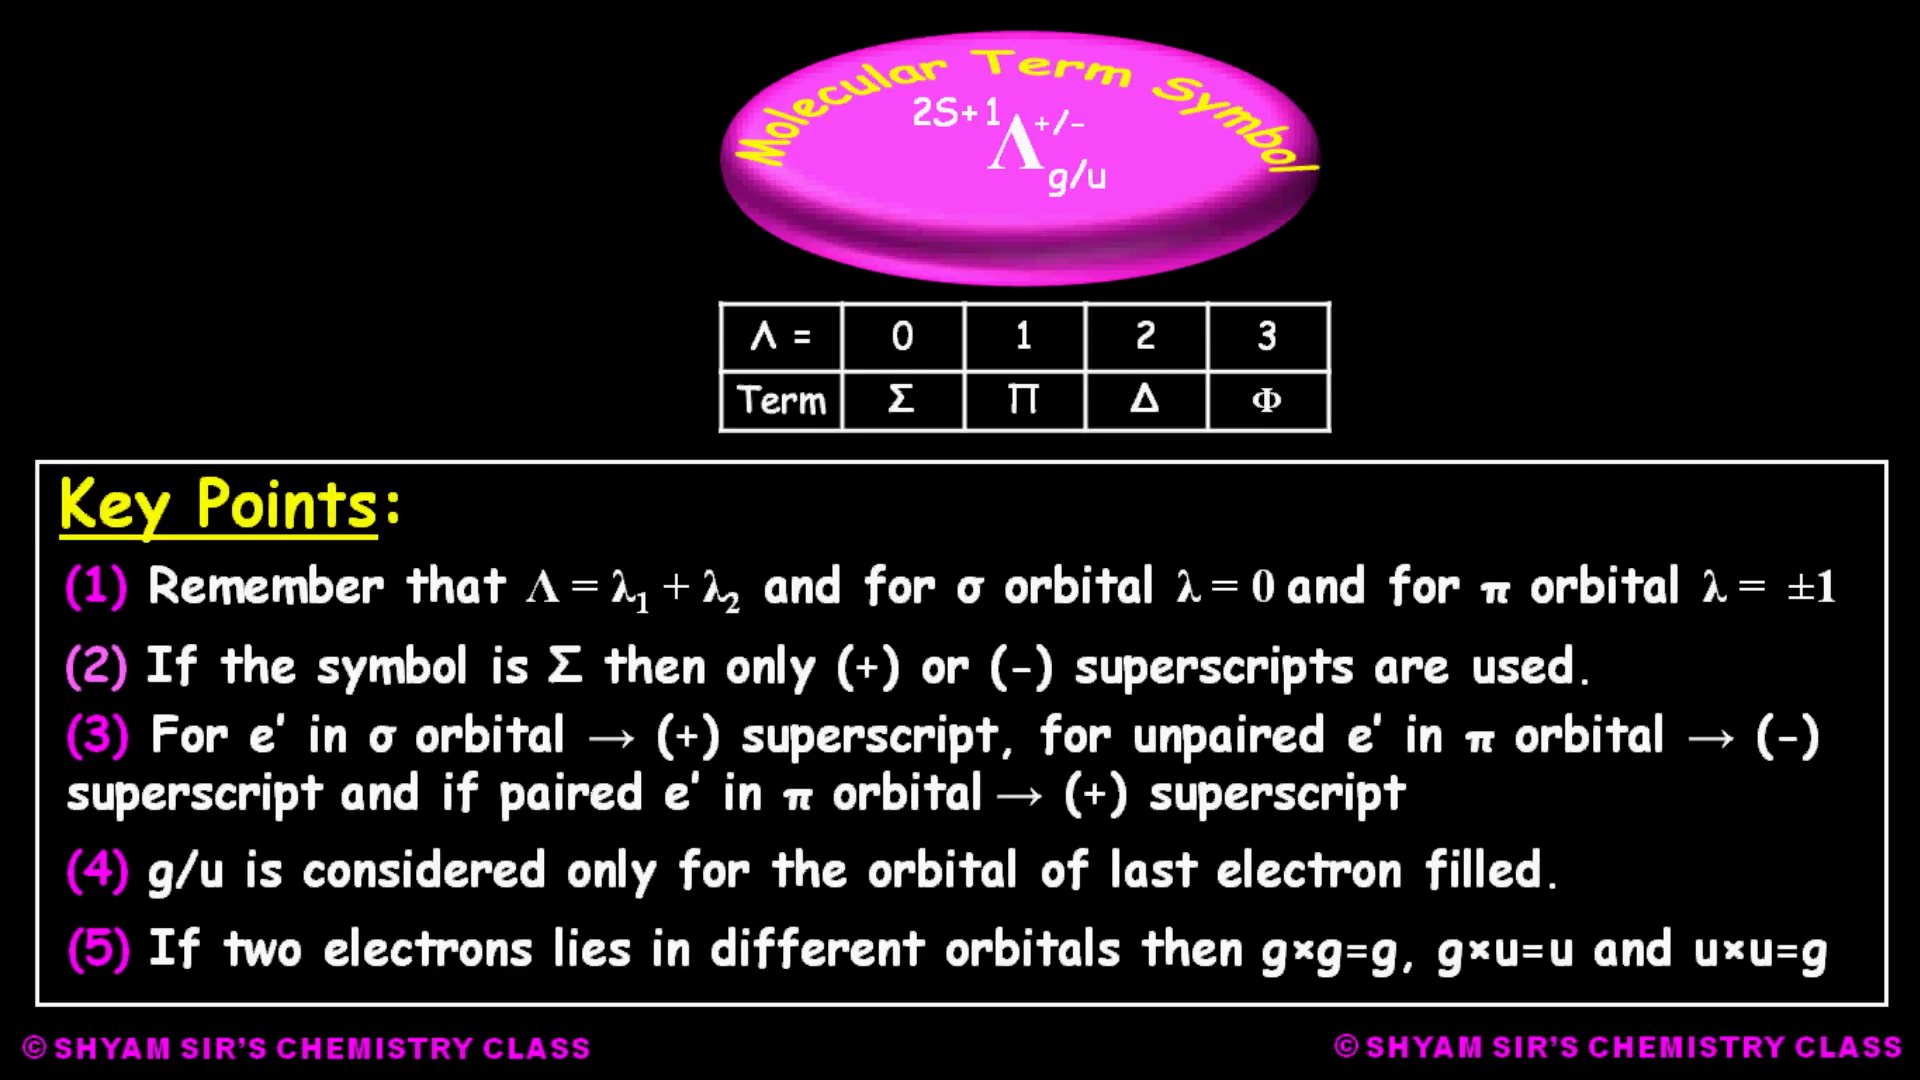 Molecular Term Symbol
2S+1Λ+/-g/u
Λ = 0 1 2 3
Term Σ Π Δ Φ
Key Points:
(1) Remember that Λ = λ1 + λ2 and for σ orbital λ = 0 and for π orbital λ = ±1
(2) If the symbol is Σ then only (+) or (-) superscripts are used.
(3) For e' in σ orbital → (+) superscript, for unpaired e' in π orbital → (-)
superscript and if paired e' in π orbital → (+) superscript
(4) g/u is considered only for the orbital of last electron filled.
(5) If two electrons lies in different orbitals then g×g=g, g×u=u and u×u=g
© SHYAM SIR'S CHEMISTRY CLASS
© SHYAM SIR'S CHEMISTRY CLASS